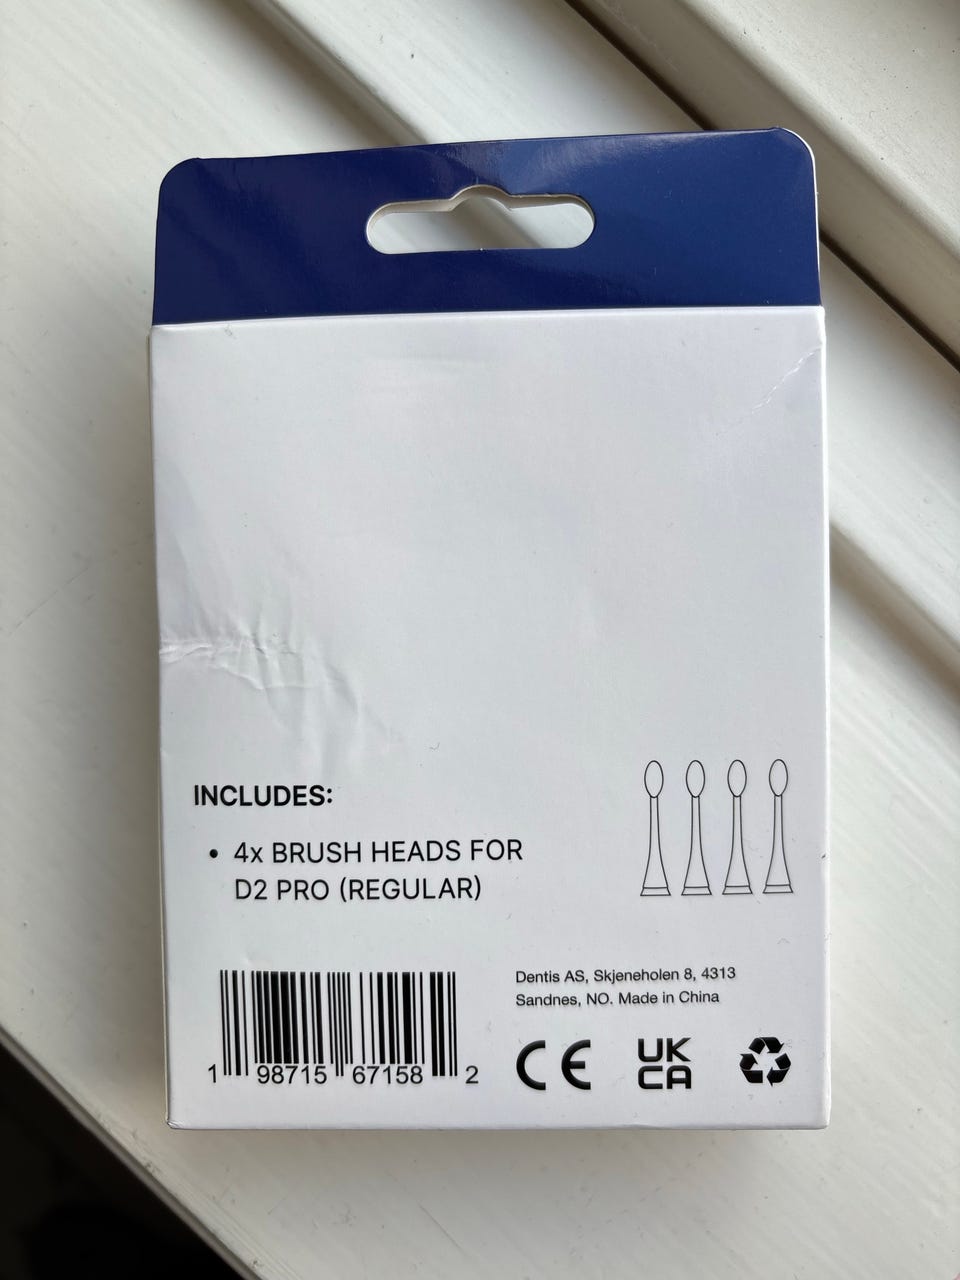 INCLUDES:
• 4x BRUSH HEADS FOR
D2 PRO (REGULAR)
Dentis AS, Skjeneholen 8, 4313
Sandnes, NO. Made in China
1 98715 67158 2
CE UK
CA